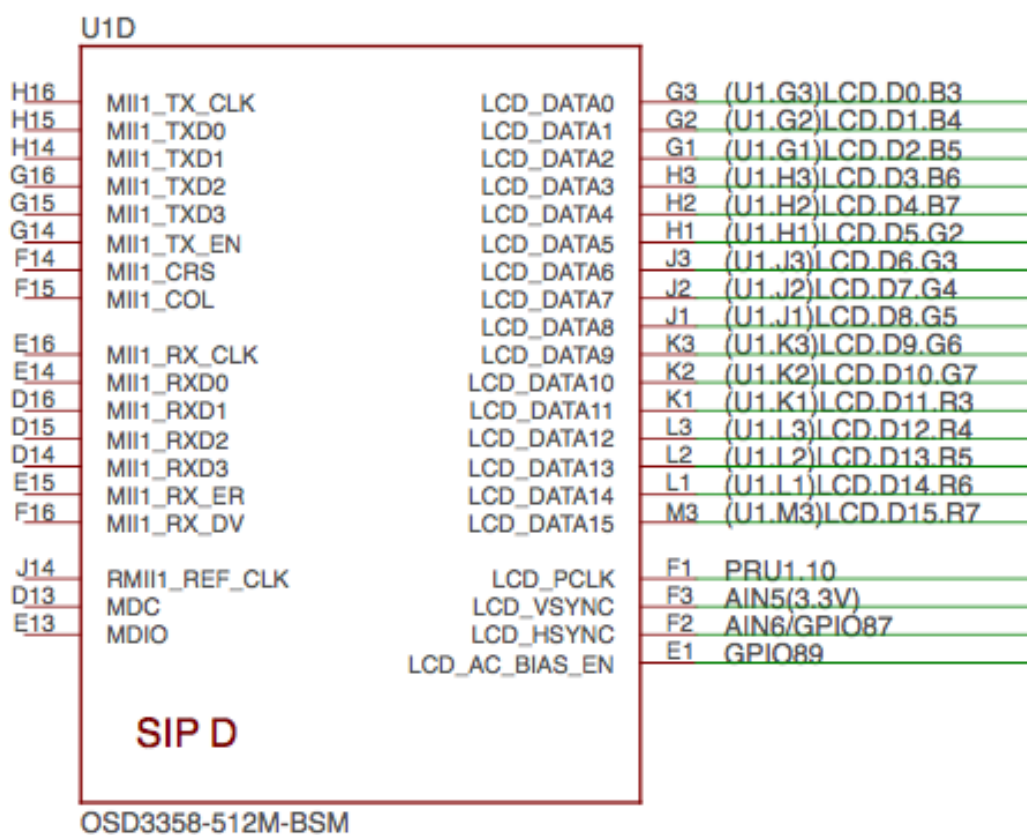 U1D
H16 MII1_TX_CLK LCD_DATA0 G3 (U1.G3)LCD.D0.B3
H15 MII1_TXD0 LCD_DATA1 G2 (U1.G2)LCD.D1.B4
H14 MII1_TXD1 LCD_DATA2 G1 (U1.G1)LCD.D2.B5
G16 MII1_TXD2 LCD_DATA3 H3 (U1.H3)LCD.D3.B6
G15 MII1_TXD3 LCD_DATA4 H2 (U1.H2)LCD.D4.B7
G14 MII1_TX_EN LCD_DATA5 H1 (U1.H1)LCD.D5.G2
F14 MII1_CRS LCD_DATA6 J3 (U1.J3)LCD.D6.G3
F15 MII1_COL LCD_DATA7 J2 (U1.J2)LCD.D7.G4
LCD_DATA8 J1 (U1.J1)LCD.D8.G5
E16 MII1_RX_CLK LCD_DATA9 K3 (U1.K3)LCD.D9.G6
E14 MII1_RXD0 LCD_DATA10 K2 (U1.K2)LCD.D10.G7
D16 MII1_RXD1 LCD_DATA11 K1 (U1.K1)LCD.D11.R3
D15 MII1_RXD2 LCD_DATA12 L3 (U1.L3)LCD.D12.R4
D14 MII1_RXD3 LCD_DATA13 L2 (U1.L2)LCD.D13.R5
E15 MII1_RX_ER LCD_DATA14 L1 (U1.L1)LCD.D14.R6
F16 MII1_RX_DV LCD_DATA15 M3 (U1.M3)LCD.D15.R7
J14 RMII1_REF_CLK LCD_PCLK F1 PRU1.10
D13 MDC LCD_VSYNC F3 AIN5(3.3V)
E13 MDIO LCD_HSYNC F2 AIN6/GPIO87
LCD_AC_BIAS_EN E1 GPIO89
SIP D
OSD3358-512M-BSM